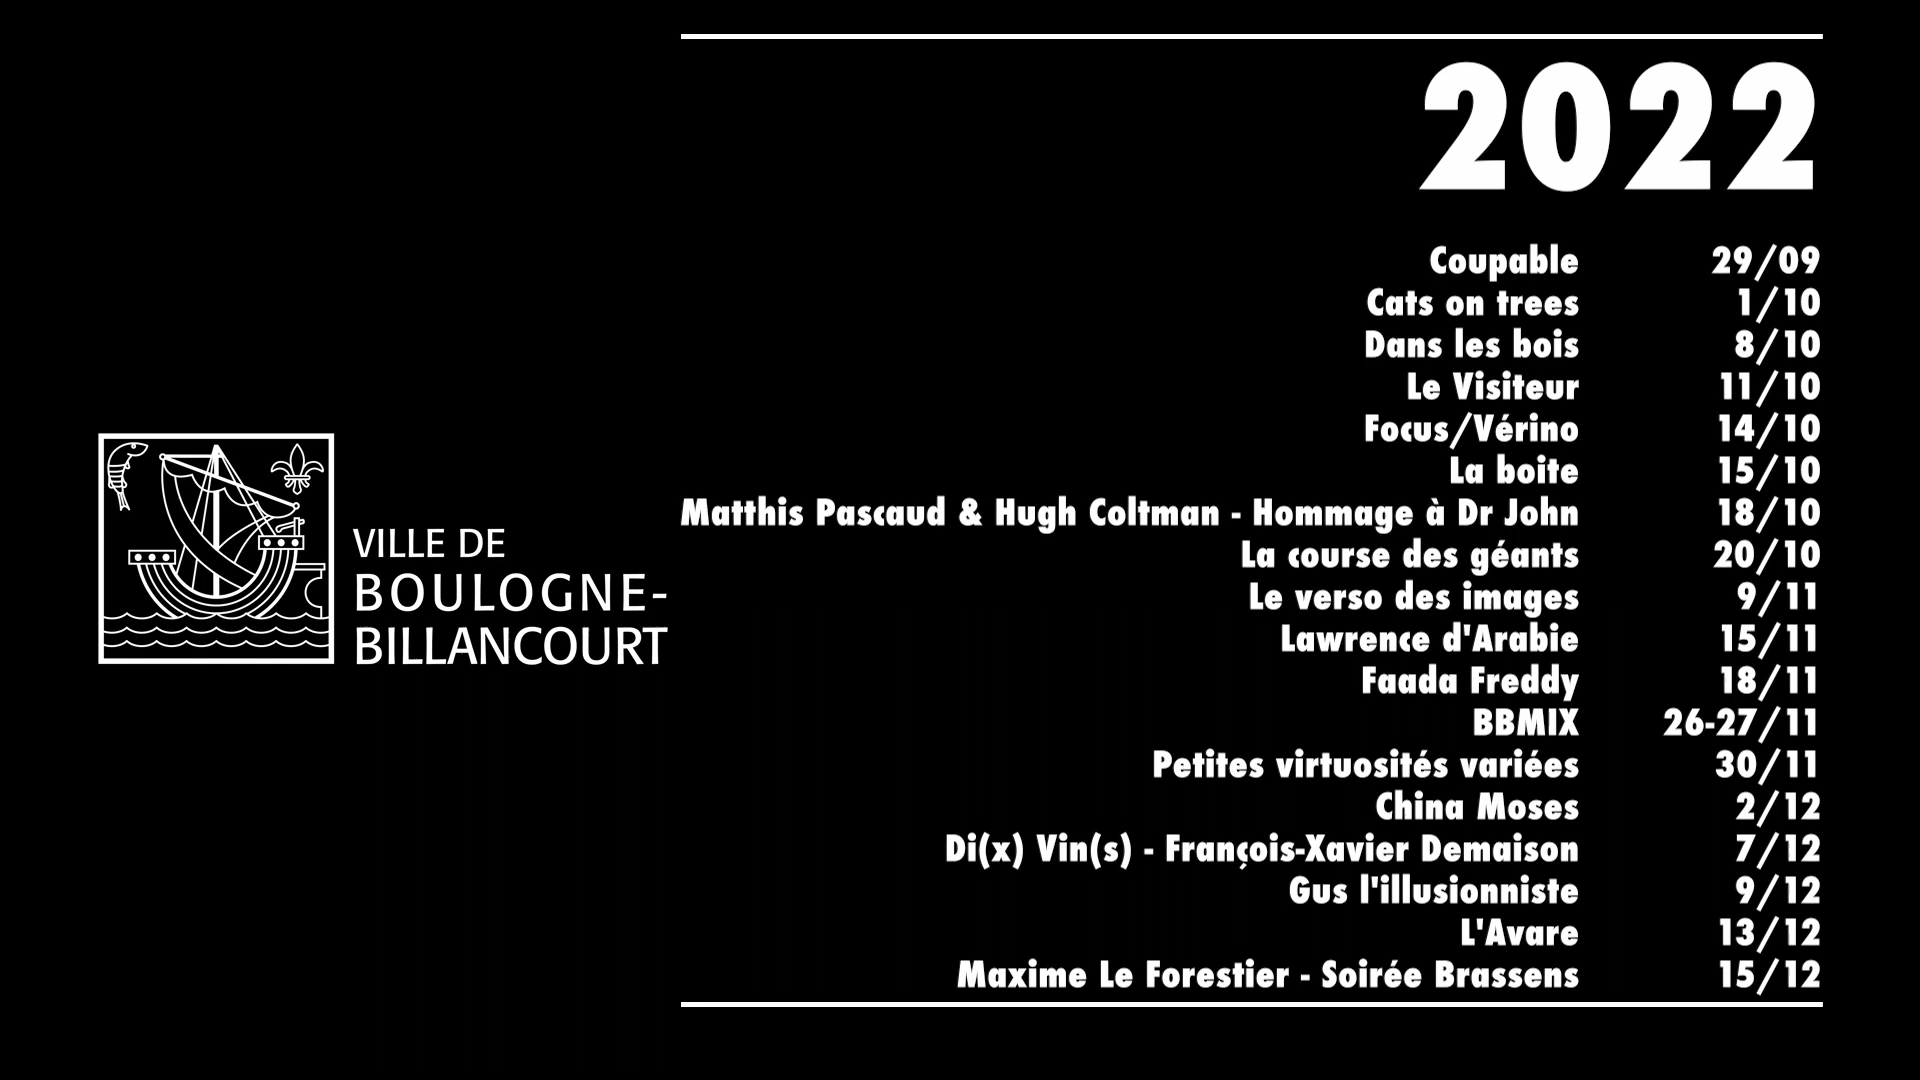 VILLE DE
BOULOGNE-
BILLANCOURT
2022
Coupable 29/09
Cats on trees 1/10
Dans les bois 8/10
Le Visiteur 11/10
Focus/Vérino 14/10
La boite 15/10
Matthis Pascaud & Hugh Coltman - Hommage à Dr John 18/10
La course des géants 20/10
Le verso des images 9/11
Lawrence d'Arabie 15/11
Faada Freddy 18/11
BBMIX 26-27/11
Petites virtuosités variées 30/11
China Moses 2/12
Di(x) Vin(s) - François-Xavier Demaison 7/12
Gus l'illusionniste 9/12
L'Avare 13/12
Maxime Le Forestier - Soirée Brassens 15/12